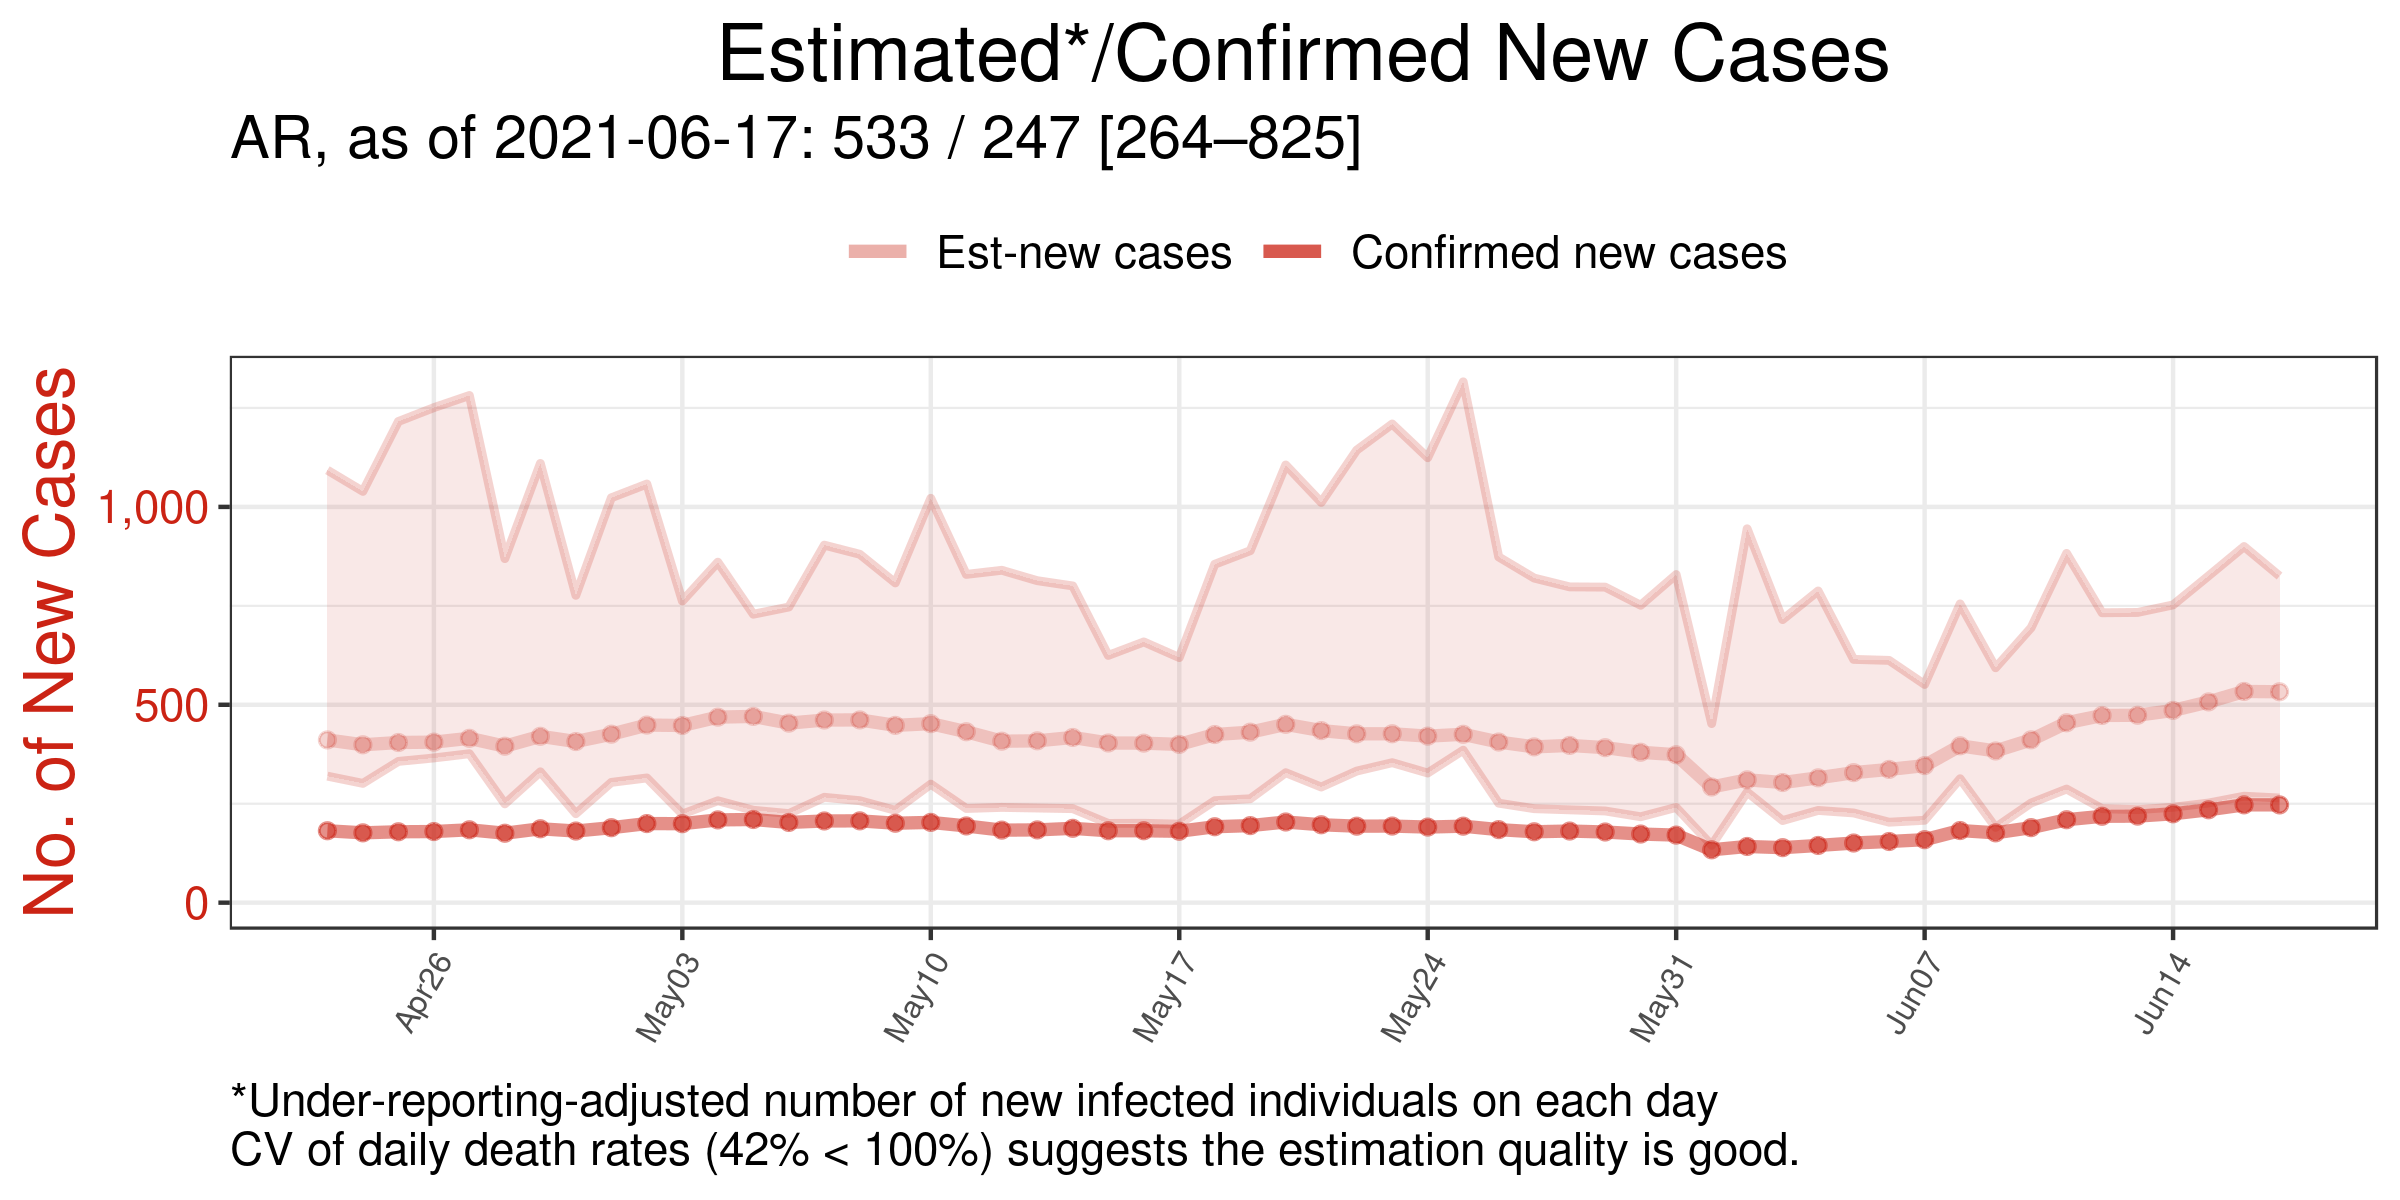 Estimated*/Confirmed New Cases
AR, as of 2021-06-17: 533 / 247 [264–825]
Est-new cases Confirmed new cases
No. of New Cases
1,000
500
0
Apr26 May03 May10 May17 May24 May31 Jun07 Jun14
*Under-reporting-adjusted number of new infected individuals on each day
CV of daily death rates (42% < 100%) suggests the estimation quality is good.